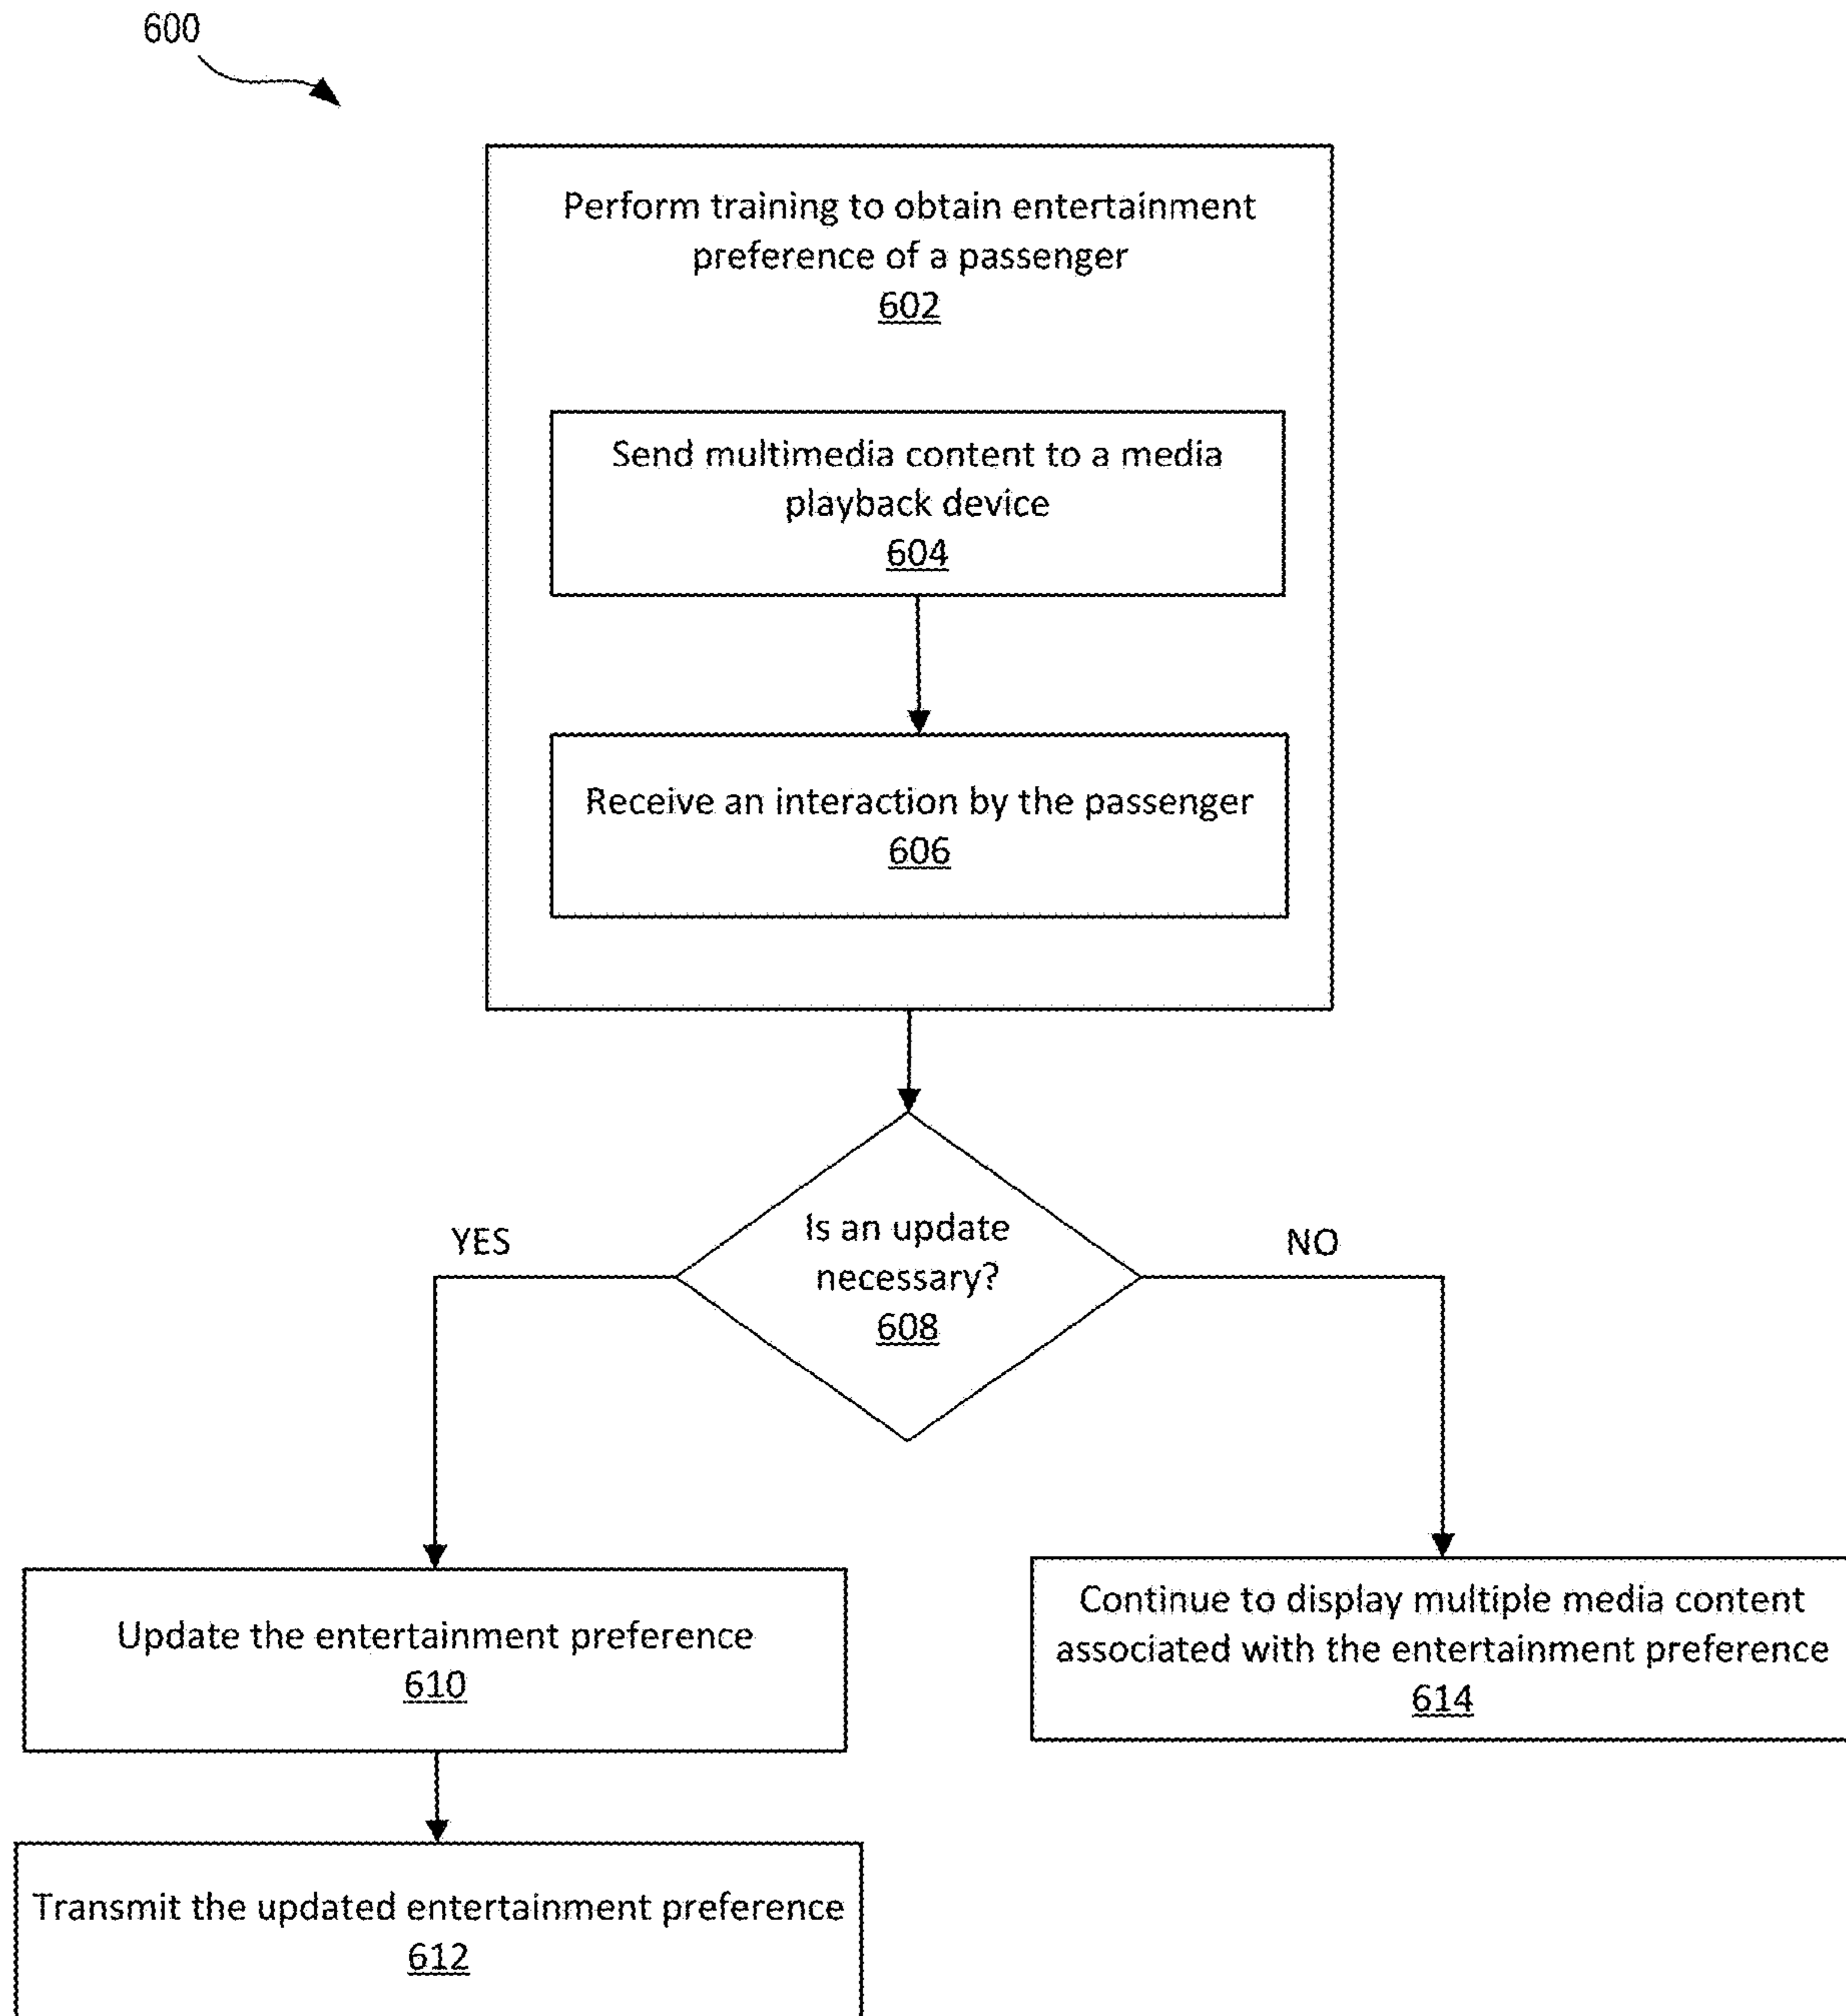 600
Perform training to obtain entertainment
preference of a passenger
602
Send multimedia content to a media
playback device
604
Receive an interaction by the passenger
606
Is an update
necessary?
608
YES
NO
Update the entertainment preference
610
Continue to display multiple media content
associated with the entertainment preference
614
Transmit the updated entertainment preference
612